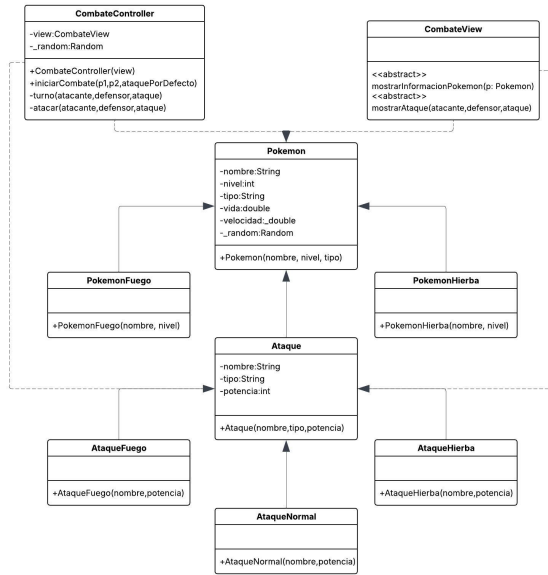 CombateController
-view:CombateView
-_random:Random
+CombateController(view)
+iniciarCombate(p1,p2,ataquePorDefecto)
-turno(atacante,defensor,ataque)
-atacar(atacante,defensor,ataque)
CombateView
<<abstract>>
mostrarInformacionPokemon(p: Pokemon)
<<abstract>>
mostrarAtaque(atacante,defensor,ataque)
Pokemon
-nombre:String
-nivel:int
-tipo:String
-vida:double
-velocidad:_double
-_random:Random
+Pokemon(nombre, nivel, tipo)
PokemonFuego
+PokemonFuego(nombre, nivel)
PokemonHierba
+PokemonHierba(nombre, nivel)
Ataque
-nombre:String
-tipo:String
-potencia:int
+Ataque(nombre,tipo,potencia)
AtaqueFuego
+AtaqueFuego(nombre,potencia)
AtaqueHierba
+AtaqueHierba(nombre,potencia)
AtaqueNormal
+AtaqueNormal(nombre,potencia)